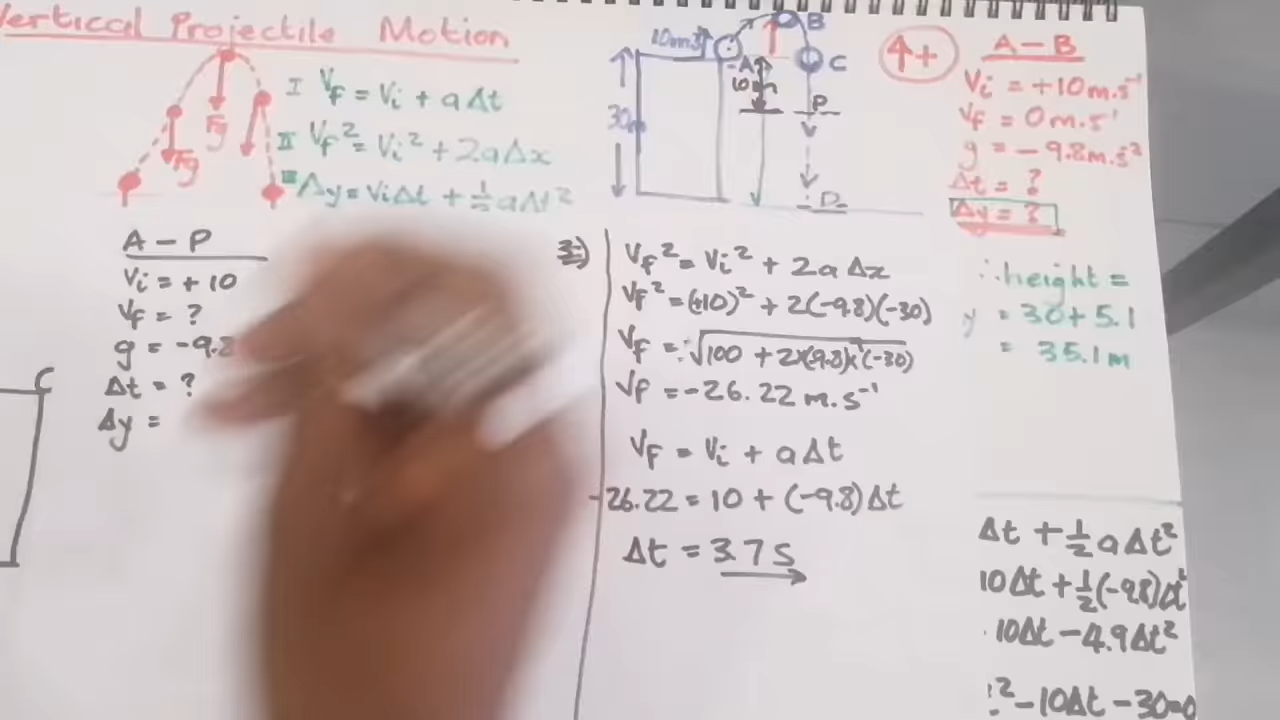 Vertical Projectile Motion
I Vf = Vi + aΔt
II Vf² = Vi² + 2aΔx
III Δy = ViΔt + ½aΔt²
Fg
Fg
10m.s
30m
A
10m
B
C
P
D
4+
A - B
Vi = +10m.s⁻¹
Vf = 0m.s⁻¹
g = -9.8m.s⁻²
Δt = ?
Δy = ?
∴ height =
y = 30 + 5.1
= 35.1m
A - P
Vi = +10
Vf = ?
g = -9.8
Δt = ?
Δy =
C
3:)
Vf² = Vi² + 2aΔx
Vf² = (+10)² + 2(-9.8)(-30)
Vf = √100 + 2×(-9.8)×(-30)
Vf = -26.22 m.s⁻¹
Vf = Vi + aΔt
-26.22 = 10 + (-9.8)Δt
Δt = 3.7s
Δt + ½aΔt²
10Δt + ½(-9.8)Δt²
10Δt - 4.9Δt²
² - 10Δt - 30=0